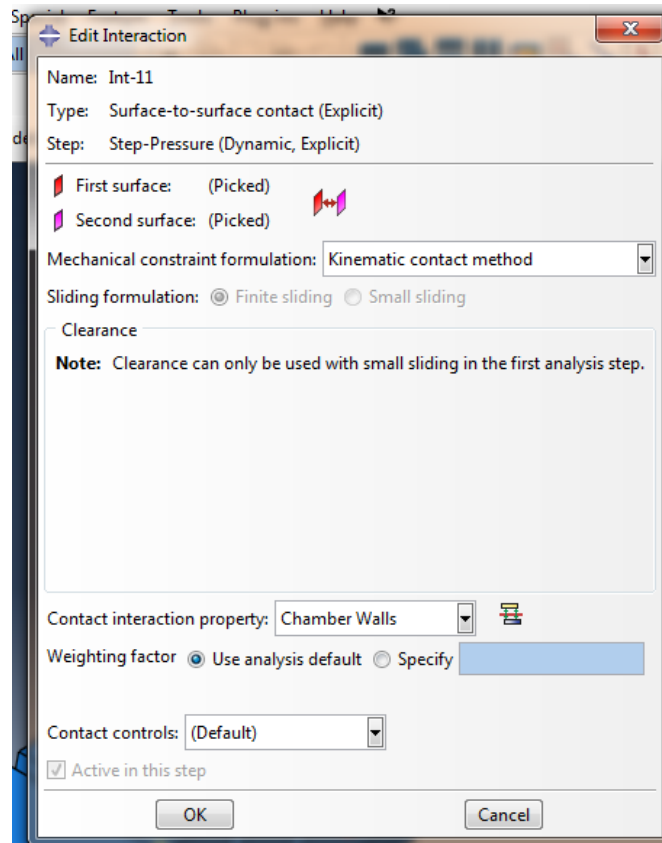 Edit Interaction
Name: Int-11
Type: Surface-to-surface contact (Explicit)
Step: Step-Pressure (Dynamic, Explicit)
First surface: (Picked)
Second surface: (Picked)
Mechanical constraint formulation: Kinematic contact method
Sliding formulation: Finite sliding Small sliding
Clearance
Note: Clearance can only be used with small sliding in the first analysis step.
Contact interaction property: Chamber Walls
Weighting factor Use analysis default Specify
Contact controls: (Default)
Active in this step
OK Cancel